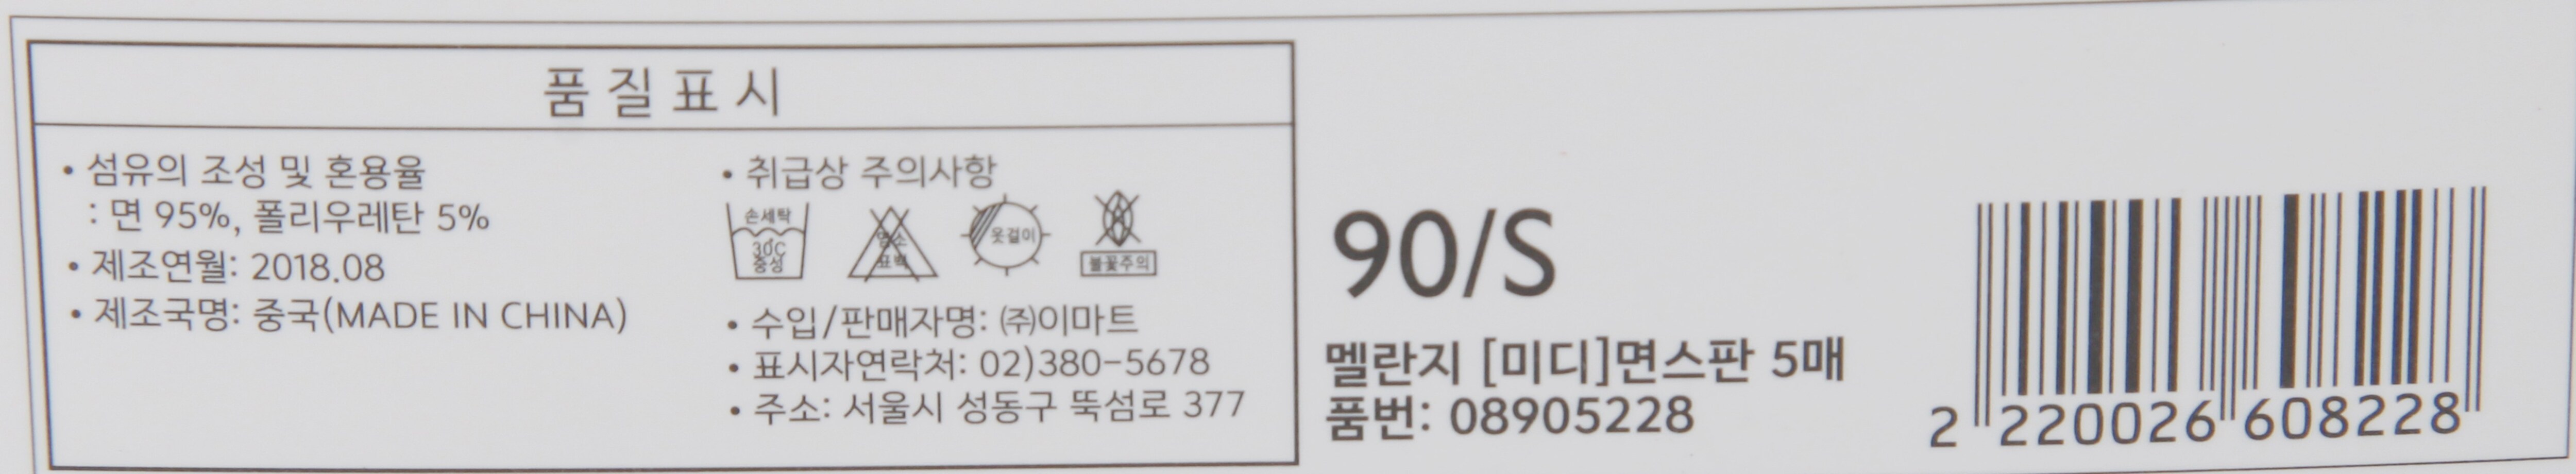 품질표시
• 섬유의 조성 및 혼용율
: 면 95%, 폴리우레탄 5%
• 제조연월: 2018.08
• 제조국명: 중국(MADE IN CHINA)
• 취급상 주의사항
손세탁
30℃
중성
염소
표백
옷걸이
불꽃주의
• 수입/판매자명: ㈜이마트
• 표시자연락처: 02)380-5678
• 주소: 서울시 성동구 뚝섬로 377
90/S
멜란지 [미디]면스판 5매
품번: 08905228
2 220026 608228